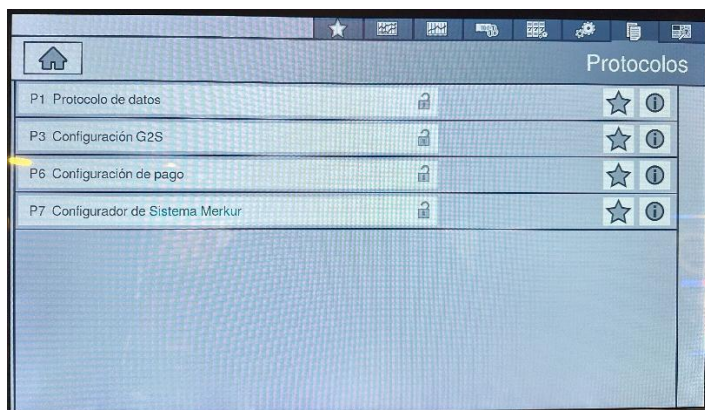 Protocolos
P1 Protocolo de datos
P3 Configuración G2S
P6 Configuración de pago
P7 Configurador de Sistema Merkur